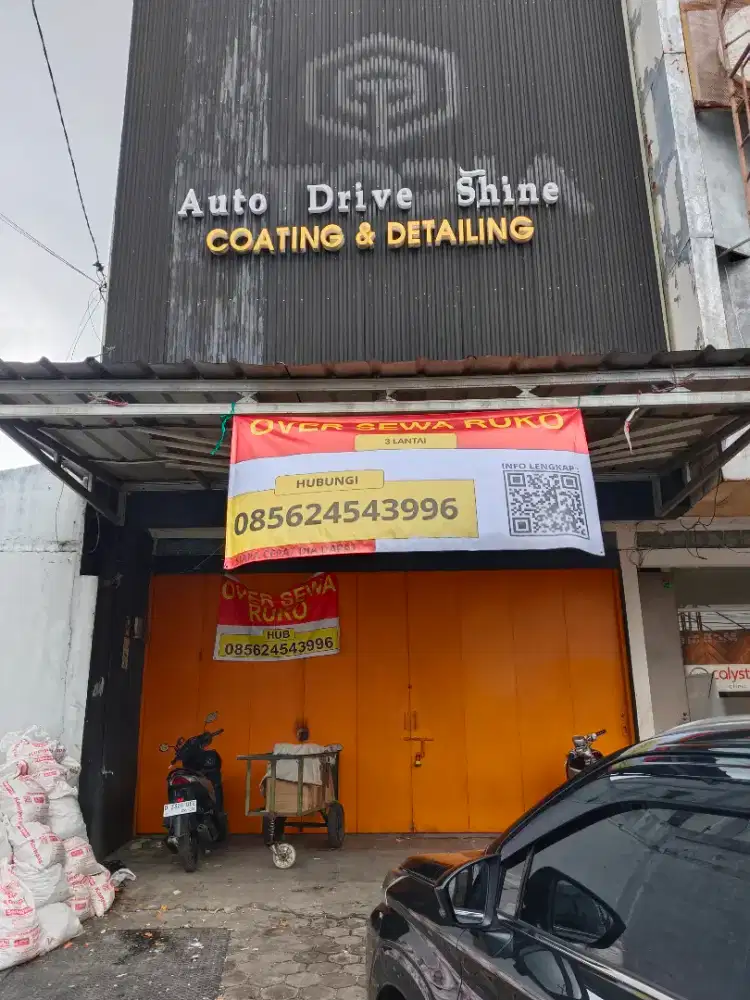 Auto Drive Shine
COATING & DETAILING
OVER SEWA RUKO
3 LANTAI
HUBUNGI
085624543996
INFO LENGKAP:
OVER SEWA
RUKO
HUB
085624543996